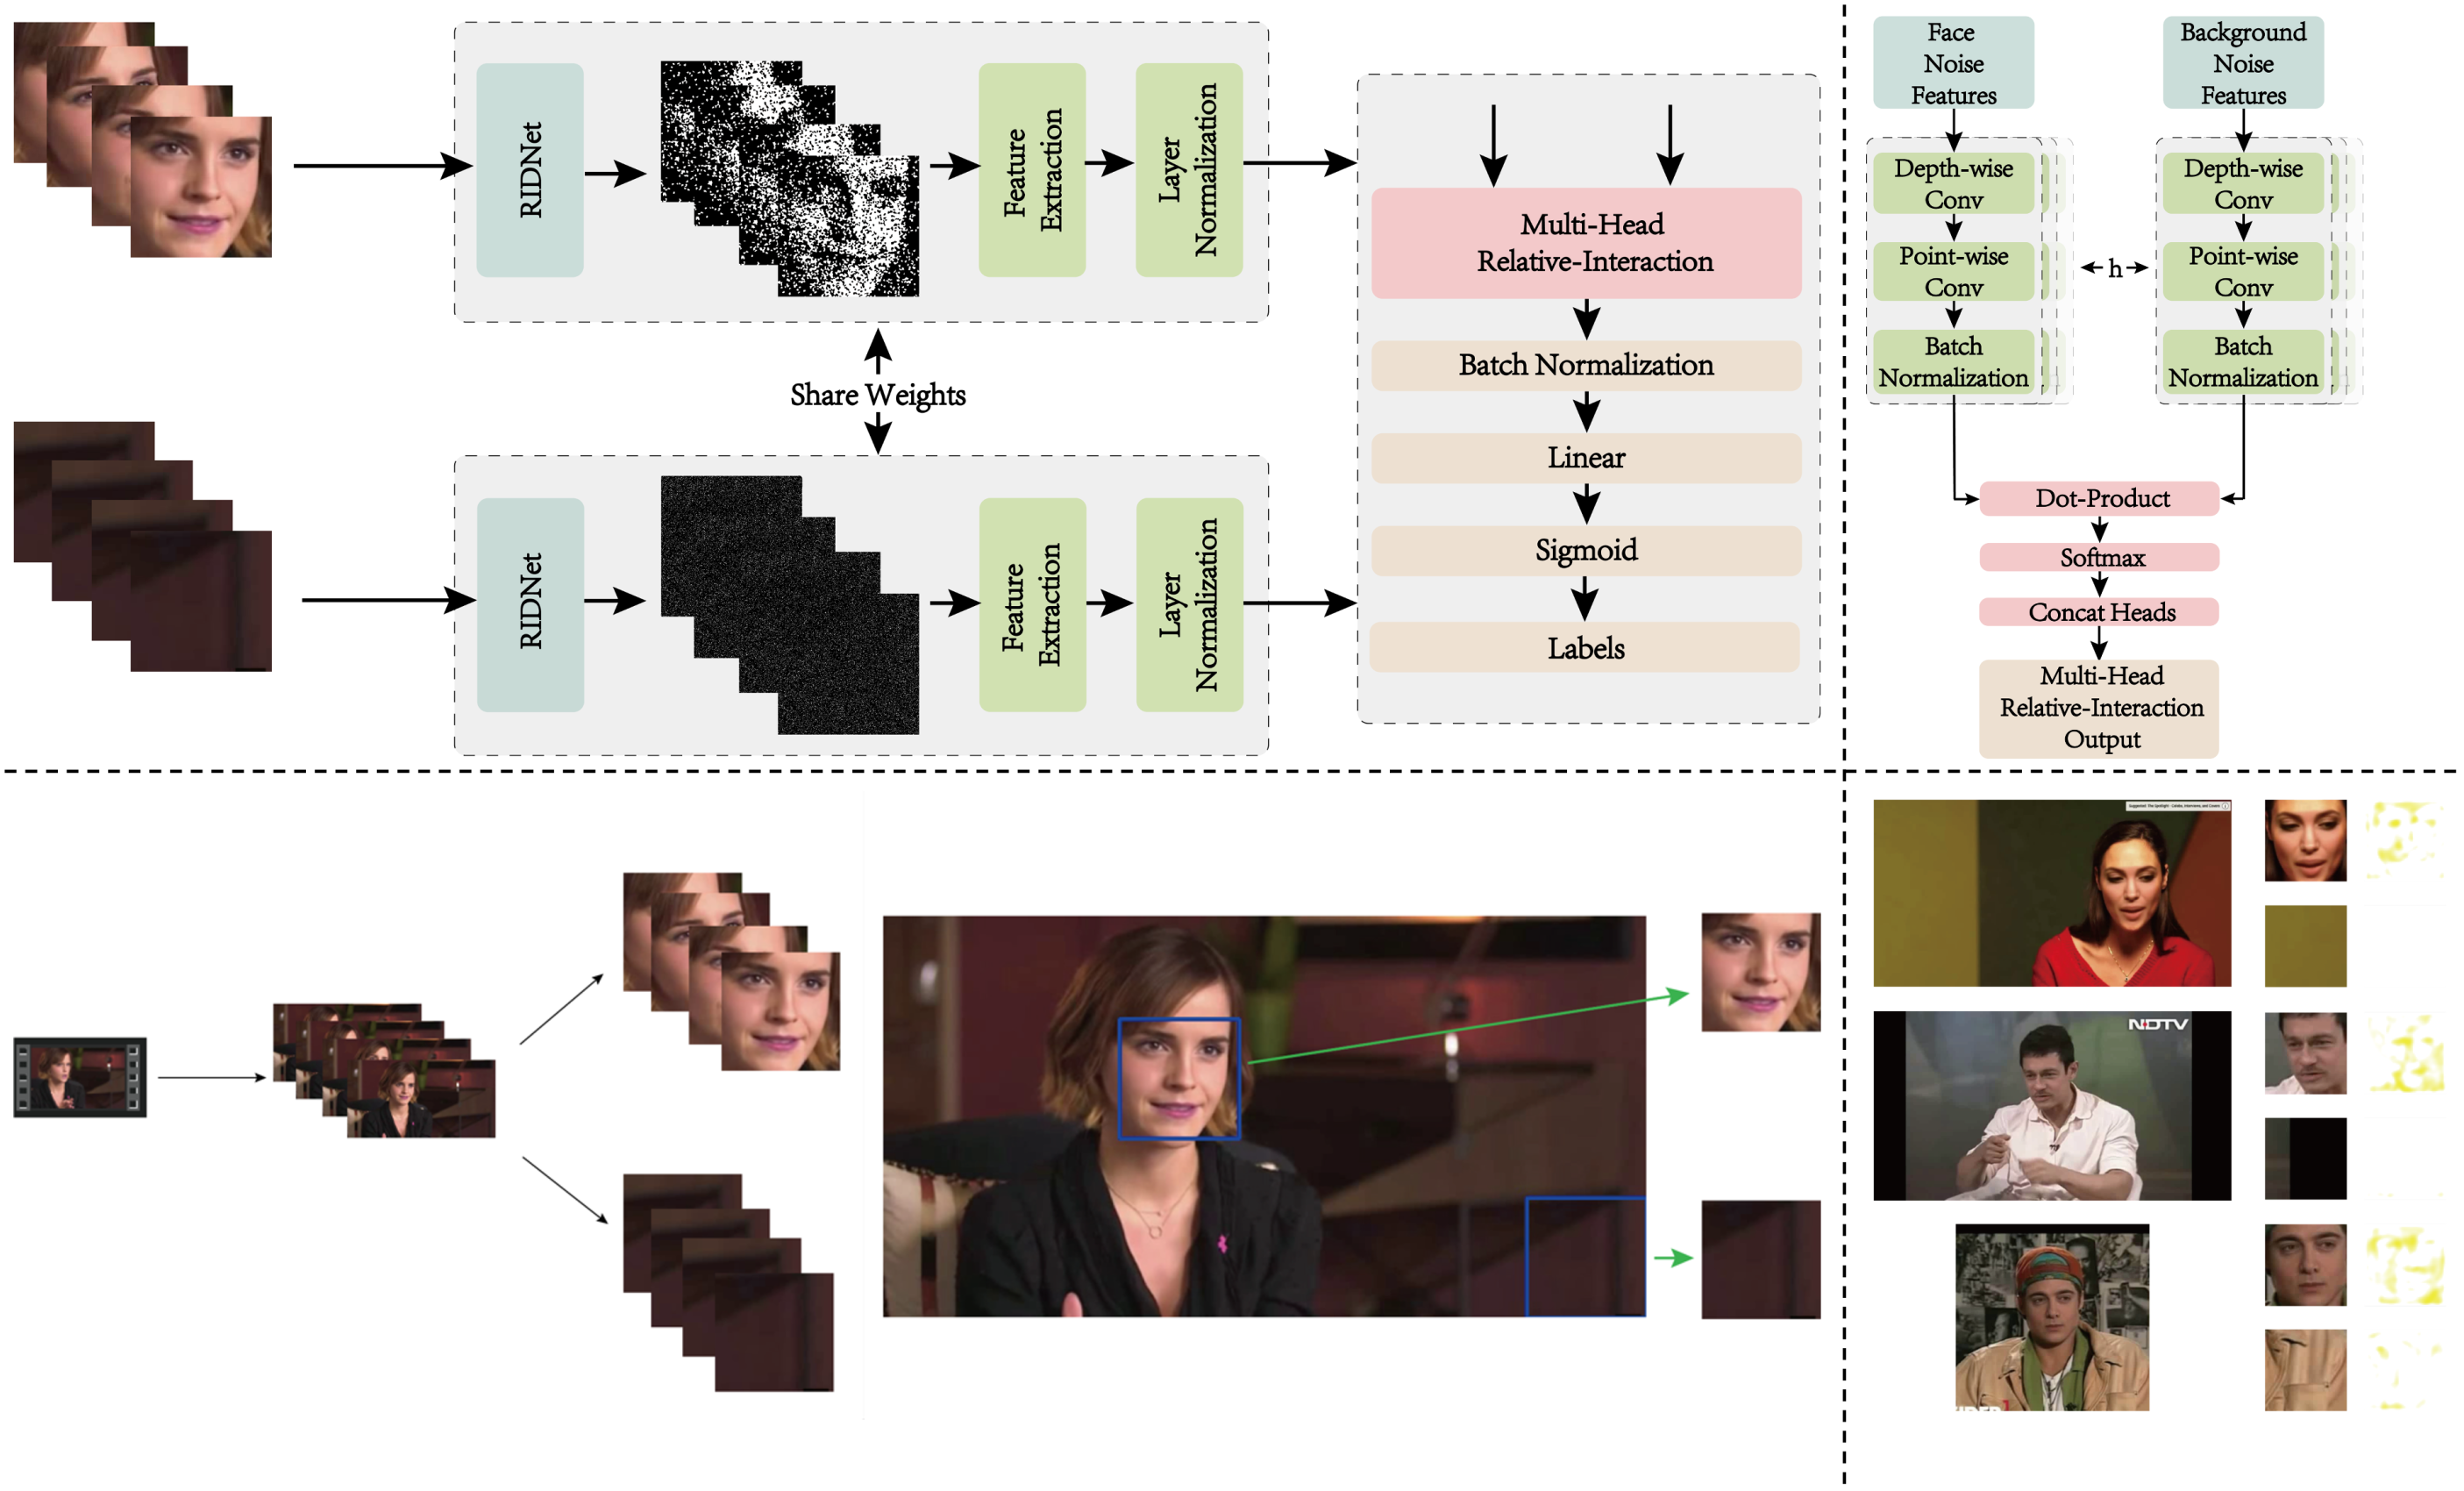 RIDNet
Feature
Extraction
Layer
Normalization
Share Weights
RIDNet
Feature
Extraction
Layer
Normalization
Multi-Head
Relative-Interaction
Batch Normalization
Linear
Sigmoid
Labels
Face
Noise
Features
Background
Noise
Features
Depth-wise
Conv
Point-wise
Conv
Batch
Normalization
h
Depth-wise
Conv
Point-wise
Conv
Batch
Normalization
Dot-Product
Softmax
Concat Heads
Multi-Head
Relative-Interaction
Output
NDTV